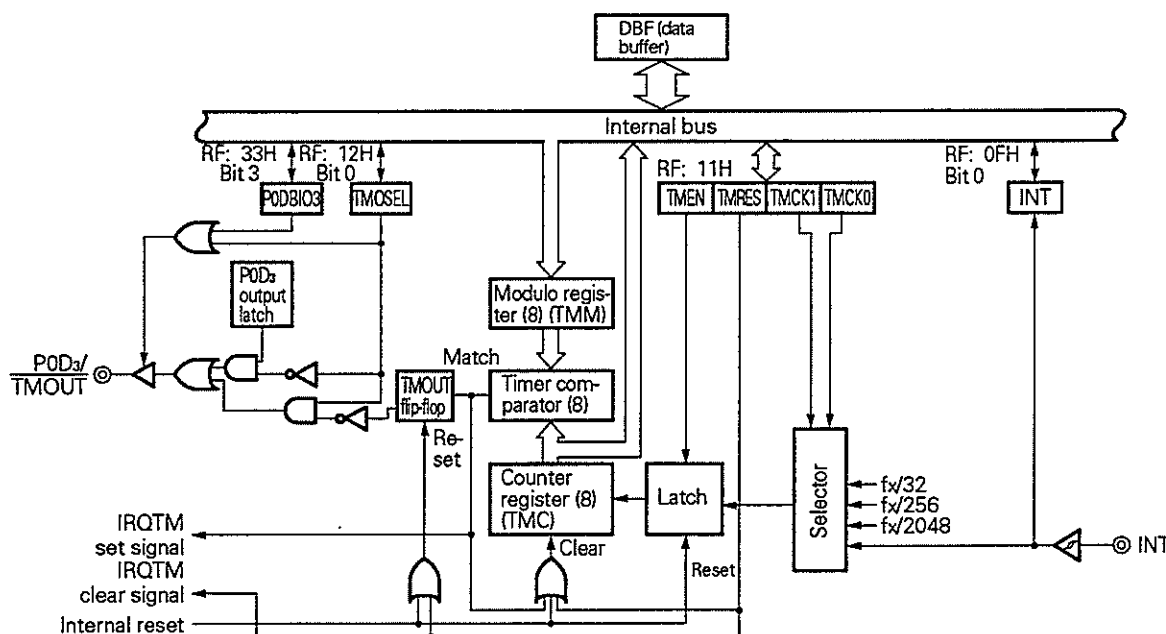 DBF (data
buffer)
Internal bus
RF: 33H
Bit 3
RF: 12H
Bit 0
RF: 11H
RF: 0FH
Bit 0
P0DBIO3
TMOSEL
TMEN
TMRES
TMCK1
TMCK0
INT
P0D₃
output
latch
Modulo regis-
ter (8) (TMM)
Match
P0D₃/
TMOUT
TMOUT
flip-flop
Timer com-
parator (8)
Re-
set
Counter
register (8)
(TMC)
Latch
Selector
fx/32
fx/256
fx/2048
INT
IRQTM
set signal
Clear
Reset
IRQTM
clear signal
Internal reset